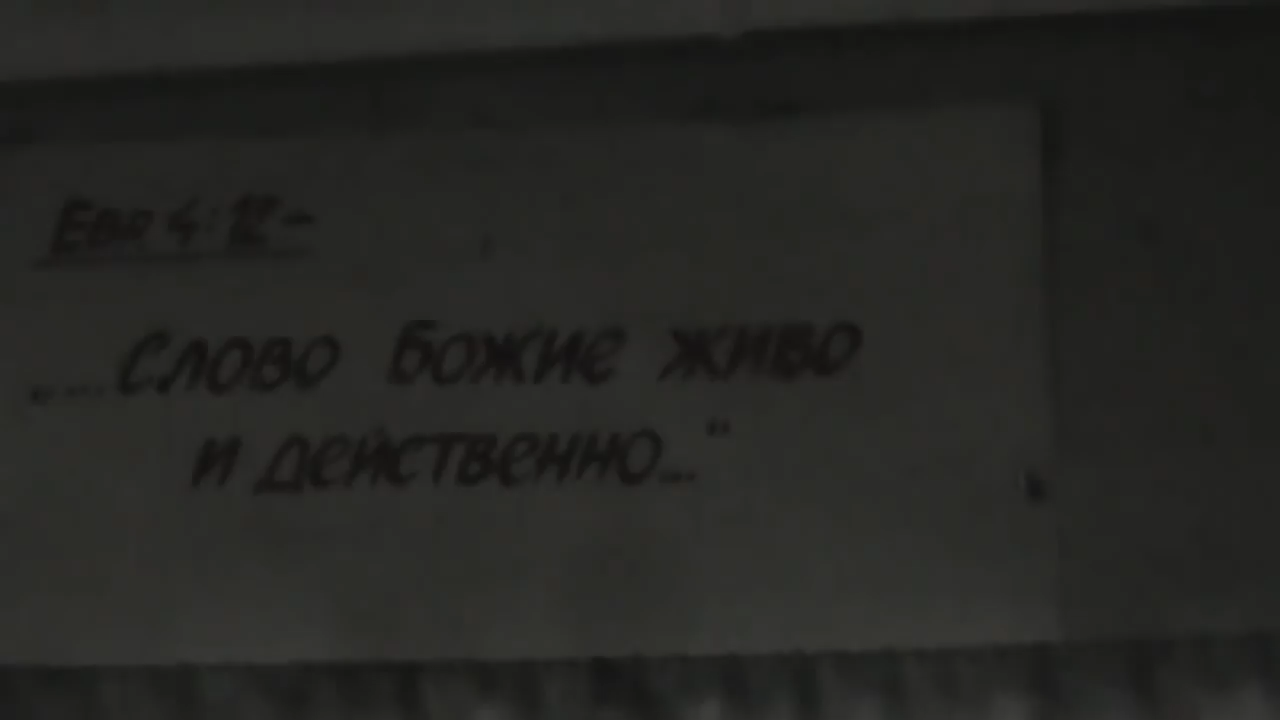 Евр 4:12-
„...Слово Божие живо
и действенно..."